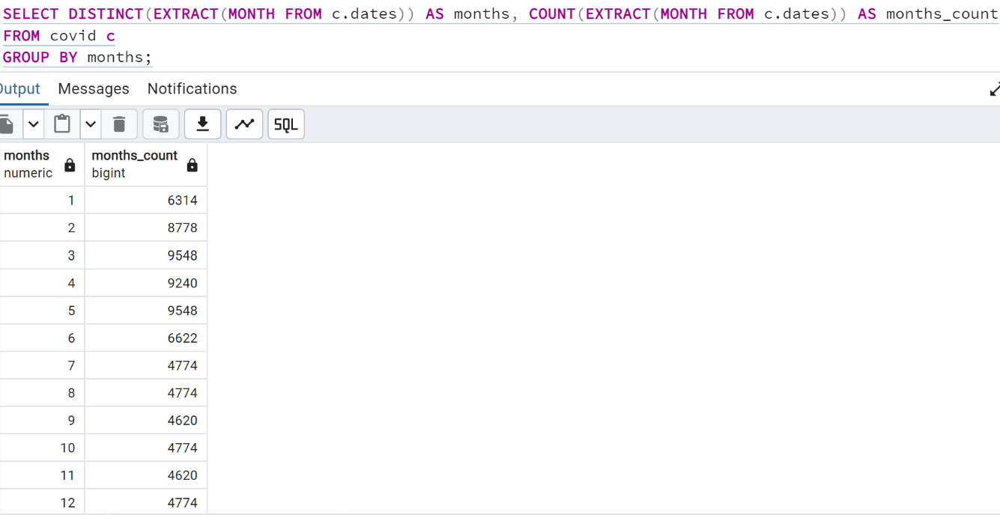 SELECT DISTINCT(EXTRACT(MONTH FROM c.dates)) AS months, COUNT(EXTRACT(MONTH FROM c.dates)) AS months_count
FROM covid c
GROUP BY months;
Output Messages Notifications
SQL
months months_count
numeric bigint
1 6314
2 8778
3 9548
4 9240
5 9548
6 6622
7 4774
8 4774
9 4620
10 4774
11 4620
12 4774